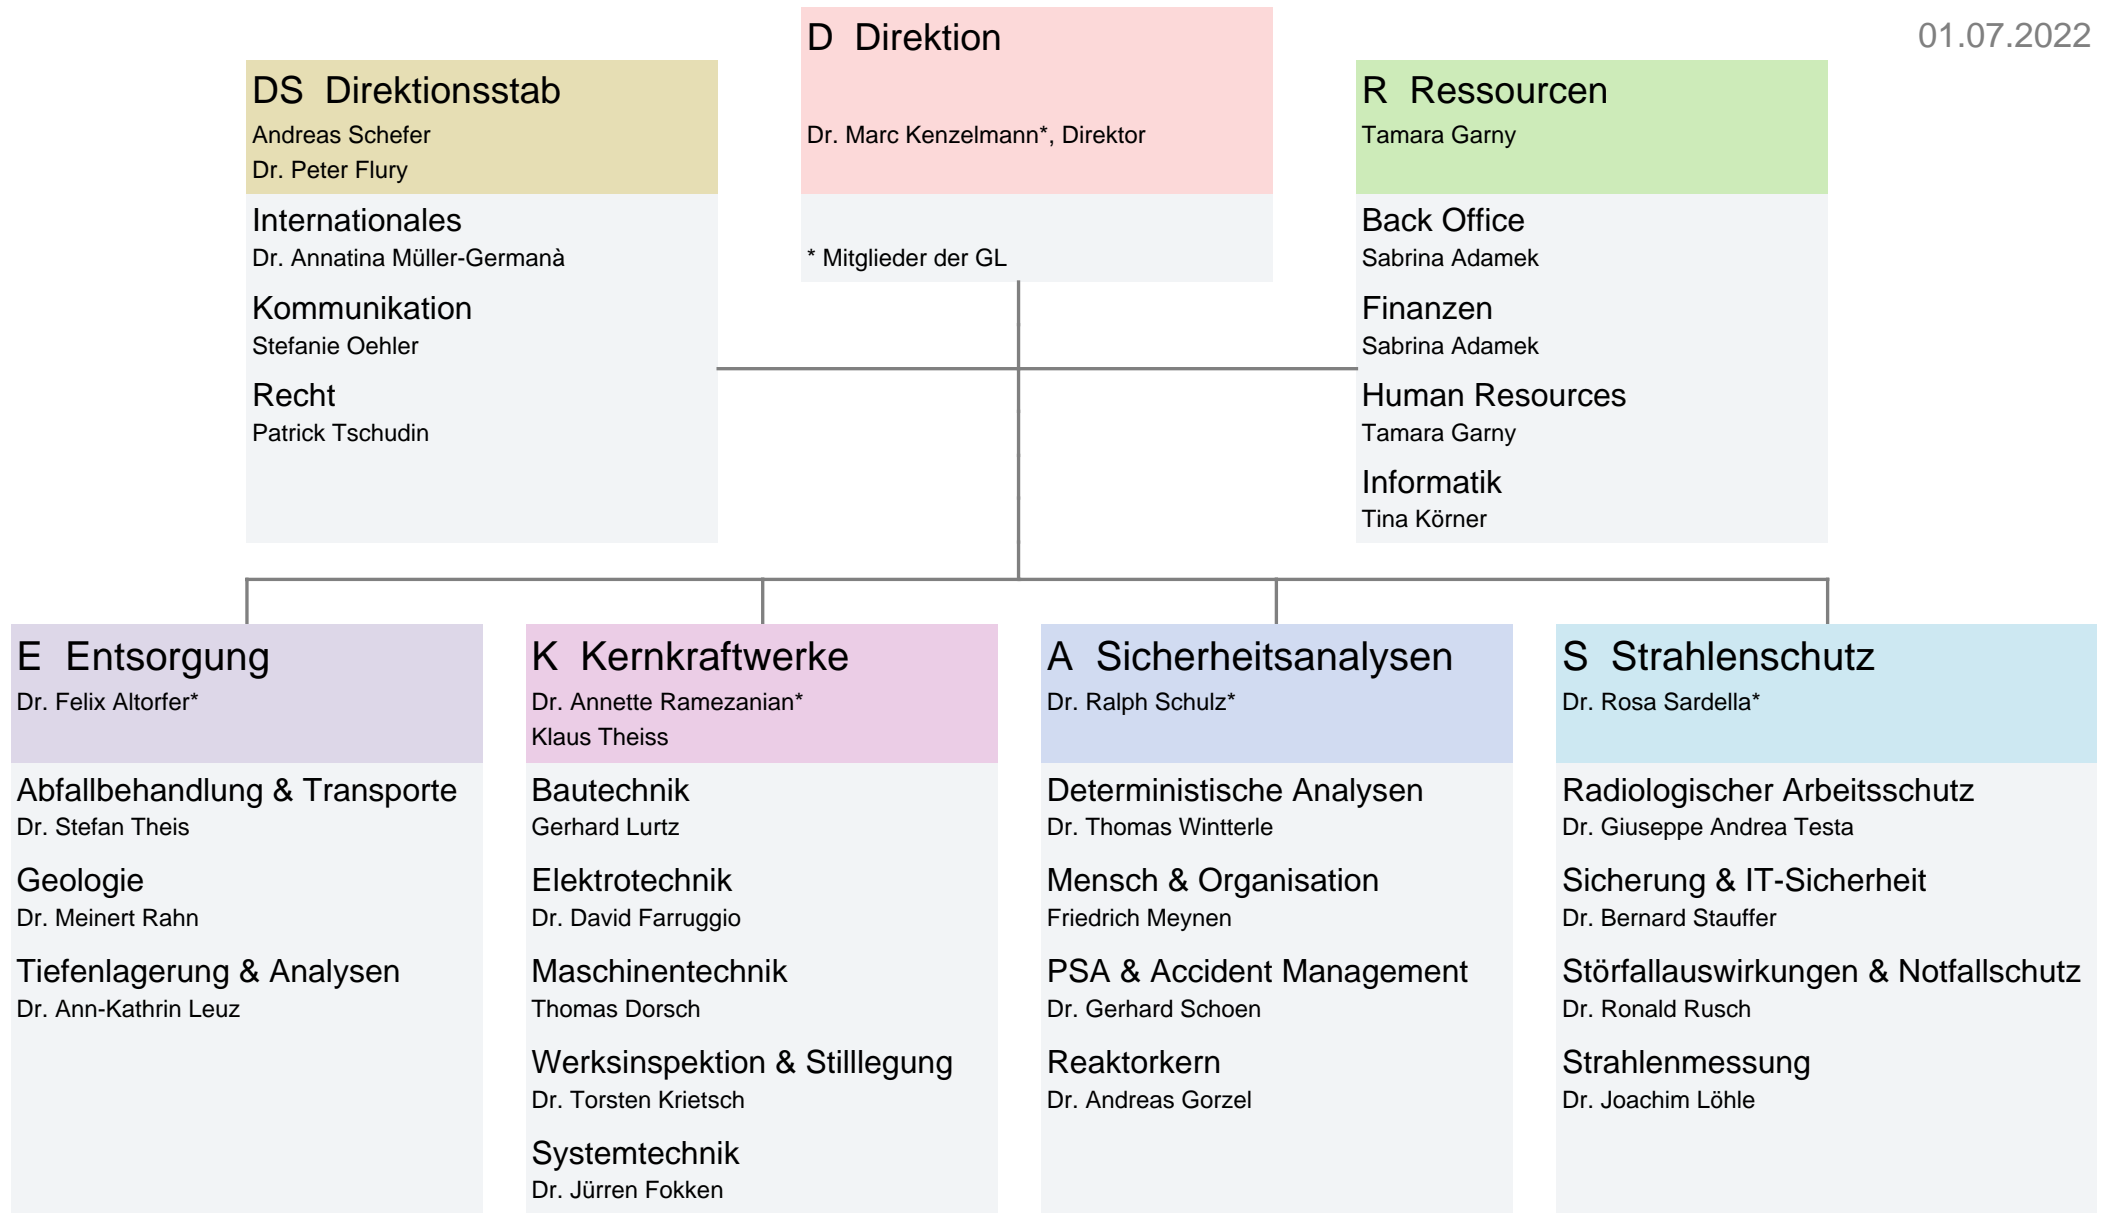 D Direktion
01.07.2022
Dr. Marc Kenzelmann*, Direktor
* Mitglieder der GL
DS Direktionsstab
Andreas Schefer
Dr. Peter Flury
Internationales
Dr. Annatina Müller-Germanà
Kommunikation
Stefanie Oehler
Recht
Patrick Tschudin
R Ressourcen
Tamara Garny
Back Office
Sabrina Adamek
Finanzen
Sabrina Adamek
Human Resources
Tamara Garny
Informatik
Tina Körner
E Entsorgung
Dr. Felix Altorfer*
Abfallbehandlung & Transporte
Dr. Stefan Theis
Geologie
Dr. Meinert Rahn
Tiefenlagerung & Analysen
Dr. Ann-Kathrin Leuz
K Kernkraftwerke
Dr. Annette Ramezanian*
Klaus Theiss
Bautechnik
Gerhard Lurtz
Elektrotechnik
Dr. David Farruggio
Maschinentechnik
Thomas Dorsch
Werksinspektion & Stilllegung
Dr. Torsten Krietsch
Systemtechnik
Dr. Jürren Fokken
A Sicherheitsanalysen
Dr. Ralph Schulz*
Deterministische Analysen
Dr. Thomas Wintterle
Mensch & Organisation
Friedrich Meynen
PSA & Accident Management
Dr. Gerhard Schoen
Reaktorkern
Dr. Andreas Gorzel
S Strahlenschutz
Dr. Rosa Sardella*
Radiologischer Arbeitsschutz
Dr. Giuseppe Andrea Testa
Sicherung & IT-Sicherheit
Dr. Bernard Stauffer
Störfallauswirkungen & Notfallschutz
Dr. Ronald Rusch
Strahlenmessung
Dr. Joachim Löhle